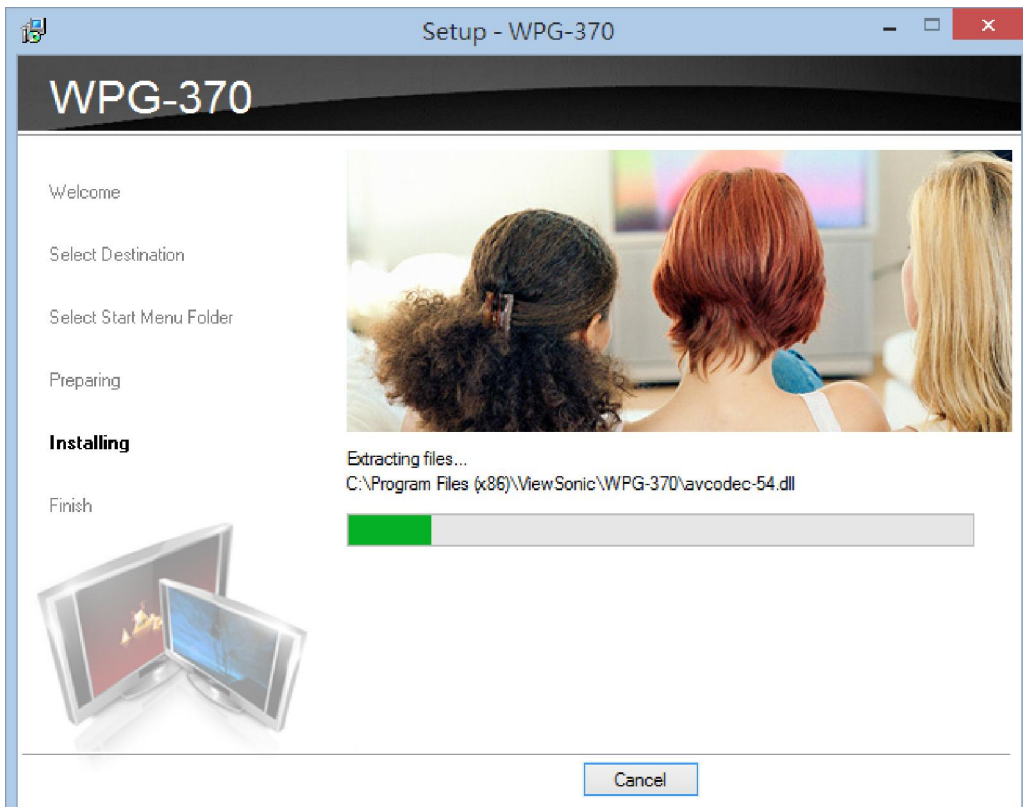 Setup - WPG-370
WPG-370
Welcome
Select Destination
Select Start Menu Folder
Preparing
Installing
Finish
Extracting files...
C:\Program Files (x86)\ViewSonic\WPG-370\avcodec-54.dll
Cancel